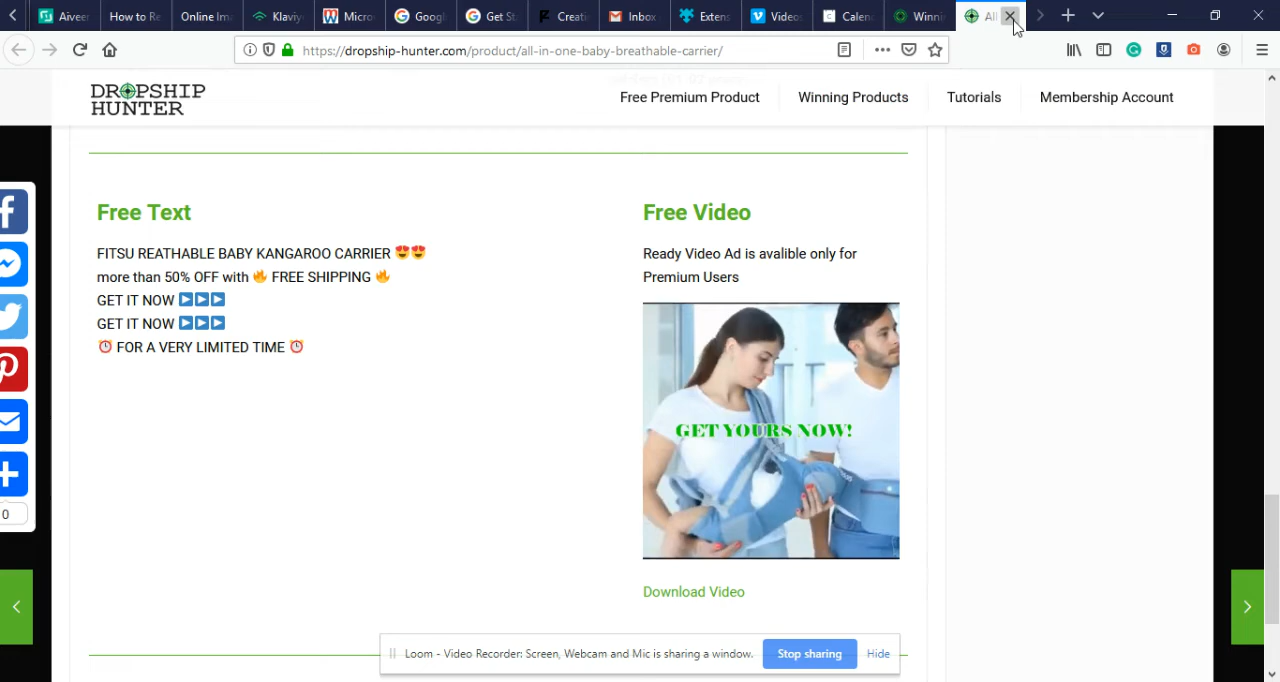 Aiveer
How to Re
Online Ima
Klaviy
Micro
Googl
Get St
Creati
Inbox
Extens
Video
Calen
Winni
All
https://dropship-hunter.com/product/all-in-one-baby-breathable-carrier/
DROPSHIP
HUNTER
Free Premium Product
Winning Products
Tutorials
Membership Account
Free Text
FITSU REATHABLE BABY KANGAROO CARRIER 😍😍
more than 50% OFF with 🔥 FREE SHIPPING 🔥
GET IT NOW ▶️▶️▶️
GET IT NOW ▶️▶️▶️
⏰ FOR A VERY LIMITED TIME ⏰
Free Video
Ready Video Ad is avalible only for
Premium Users
GET YOURS NOW!
Download Video
0
Loom - Video Recorder: Screen, Webcam and Mic is sharing a window.
Stop sharing
Hide